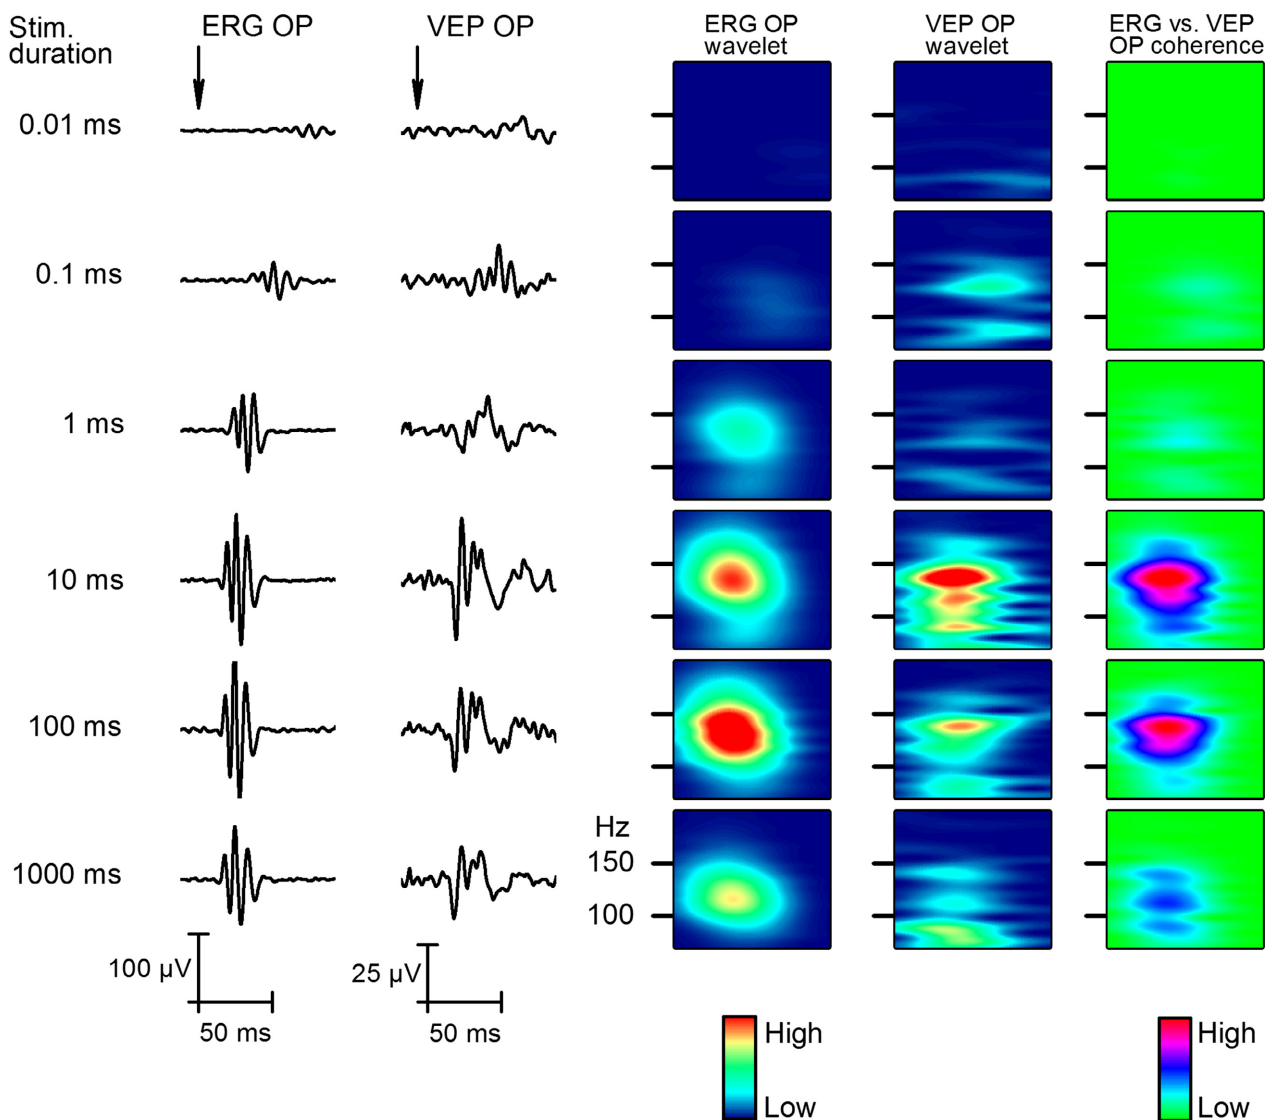 Stim.
duration
ERG OP
VEP OP
ERG OP
wavelet
VEP OP
wavelet
ERG vs. VEP
OP coherence
0.01 ms
0.1 ms
1 ms
10 ms
100 ms
1000 ms
Hz
150
100
100 µV
50 ms
25 µV
50 ms
High
Low
High
Low